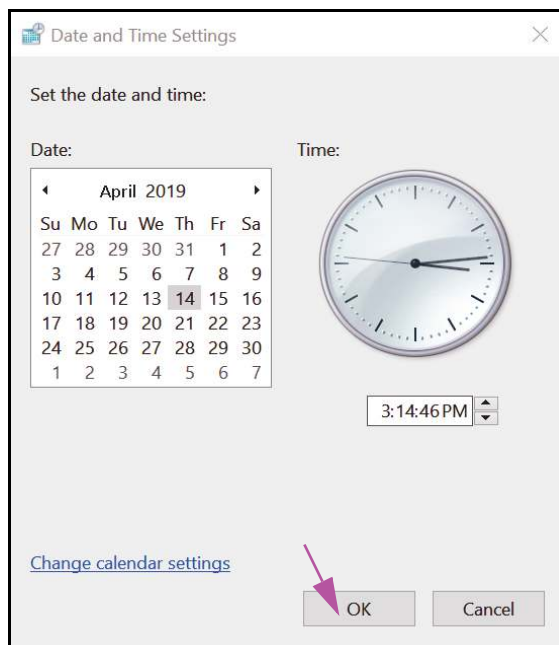 Date and Time Settings
Set the date and time:
Date:
Time:
April 2019
Su Mo Tu We Th Fr Sa
27 28 29 30 31 1 2
3 4 5 6 7 8 9
10 11 12 13 14 15 16
17 18 19 20 21 22 23
24 25 26 27 28 29 30
1 2 3 4 5 6 7
3:14:46 PM
Change calendar settings
OK Cancel